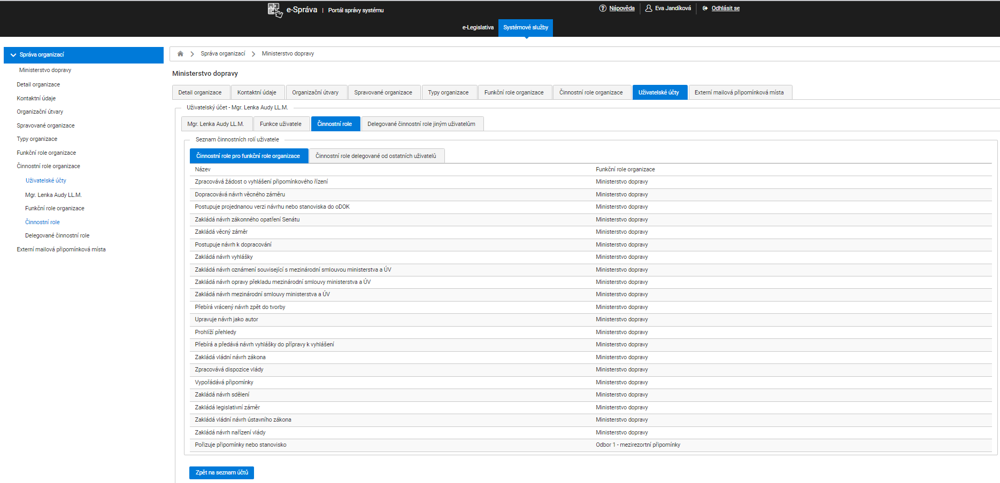 e-Správa | Portál správy systému
Nápověda
Eva Jandíková
Odhlásit se
e-Legislativa
Systémové služby
Správa organizací
Ministerstvo dopravy
Detail organizace
Kontaktní údaje
Organizační útvary
Spravované organizace
Typy organizace
Funkční role organizace
Činnostní role organizace
Uživatelské účty
Mgr. Lenka Audy LL.M.
Funkční role organizace
Činnostní role
Delegované činnostní role
Externí mailová připomínková místa
Správa organizací
Ministerstvo dopravy
Ministerstvo dopravy
Detail organizace
Kontaktní údaje
Organizační útvary
Spravované organizace
Typy organizace
Funkční role organizace
Činnostní role organizace
Uživatelské účty
Externí mailová připomínková místa
Uživatelský účet - Mgr. Lenka Audy LL.M.
Mgr. Lenka Audy LL.M.
Funkce uživatele
Činnostní role
Delegované činnostní role jiným uživatelům
Seznam činnostních rolí uživatele
Činnostní role pro funkční role organizace
Činnostní role delegované od ostatních uživatelů
Název Funkční role organizace
Zpracovává žádost o vyhlášení připomínkového řízení Ministerstvo dopravy
Dopracovává návrh věcného záměru Ministerstvo dopravy
Postupuje projednanou verzi návrhu nebo stanoviska do oDOK Ministerstvo dopravy
Zakládá návrh zákonného opatření Senátu Ministerstvo dopravy
Zakládá věcný záměr Ministerstvo dopravy
Postupuje návrh k dopracování Ministerstvo dopravy
Zakládá návrh vyhlášky Ministerstvo dopravy
Zakládá návrh oznámení související s mezinárodní smlouvou ministerstva a ÚV Ministerstvo dopravy
Zakládá návrh opravy překladu mezinárodní smlouvy ministerstva a ÚV Ministerstvo dopravy
Zakládá návrh mezinárodní smlouvy ministerstva a ÚV Ministerstvo dopravy
Přebírá vrácený návrh zpět do tvorby Ministerstvo dopravy
Upravuje návrh jako autor Ministerstvo dopravy
Prohlíží přehledy Ministerstvo dopravy
Přebírá a předává návrh vyhlášky do přípravy k vyhlášení Ministerstvo dopravy
Zakládá vládní návrh zákona Ministerstvo dopravy
Zpracovává dispozice vlády Ministerstvo dopravy
Vypořádává připomínky Ministerstvo dopravy
Zakládá návrh sdělení Ministerstvo dopravy
Zakládá legislativní záměr Ministerstvo dopravy
Zakládá vládní návrh ústavního zákona Ministerstvo dopravy
Zakládá návrh nařízení vlády Ministerstvo dopravy
Pořizuje připomínky nebo stanovisko Odbor 1 - mezirezortní připomínky
Zpět na seznam účtů